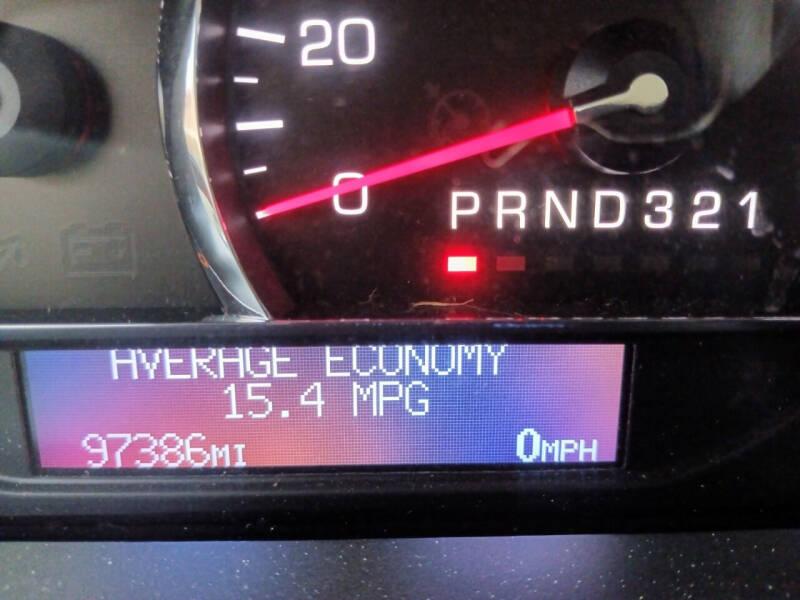 20
0
PRND321
AVERAGE ECONOMY
15.4 MPG
97386MI 0MPH